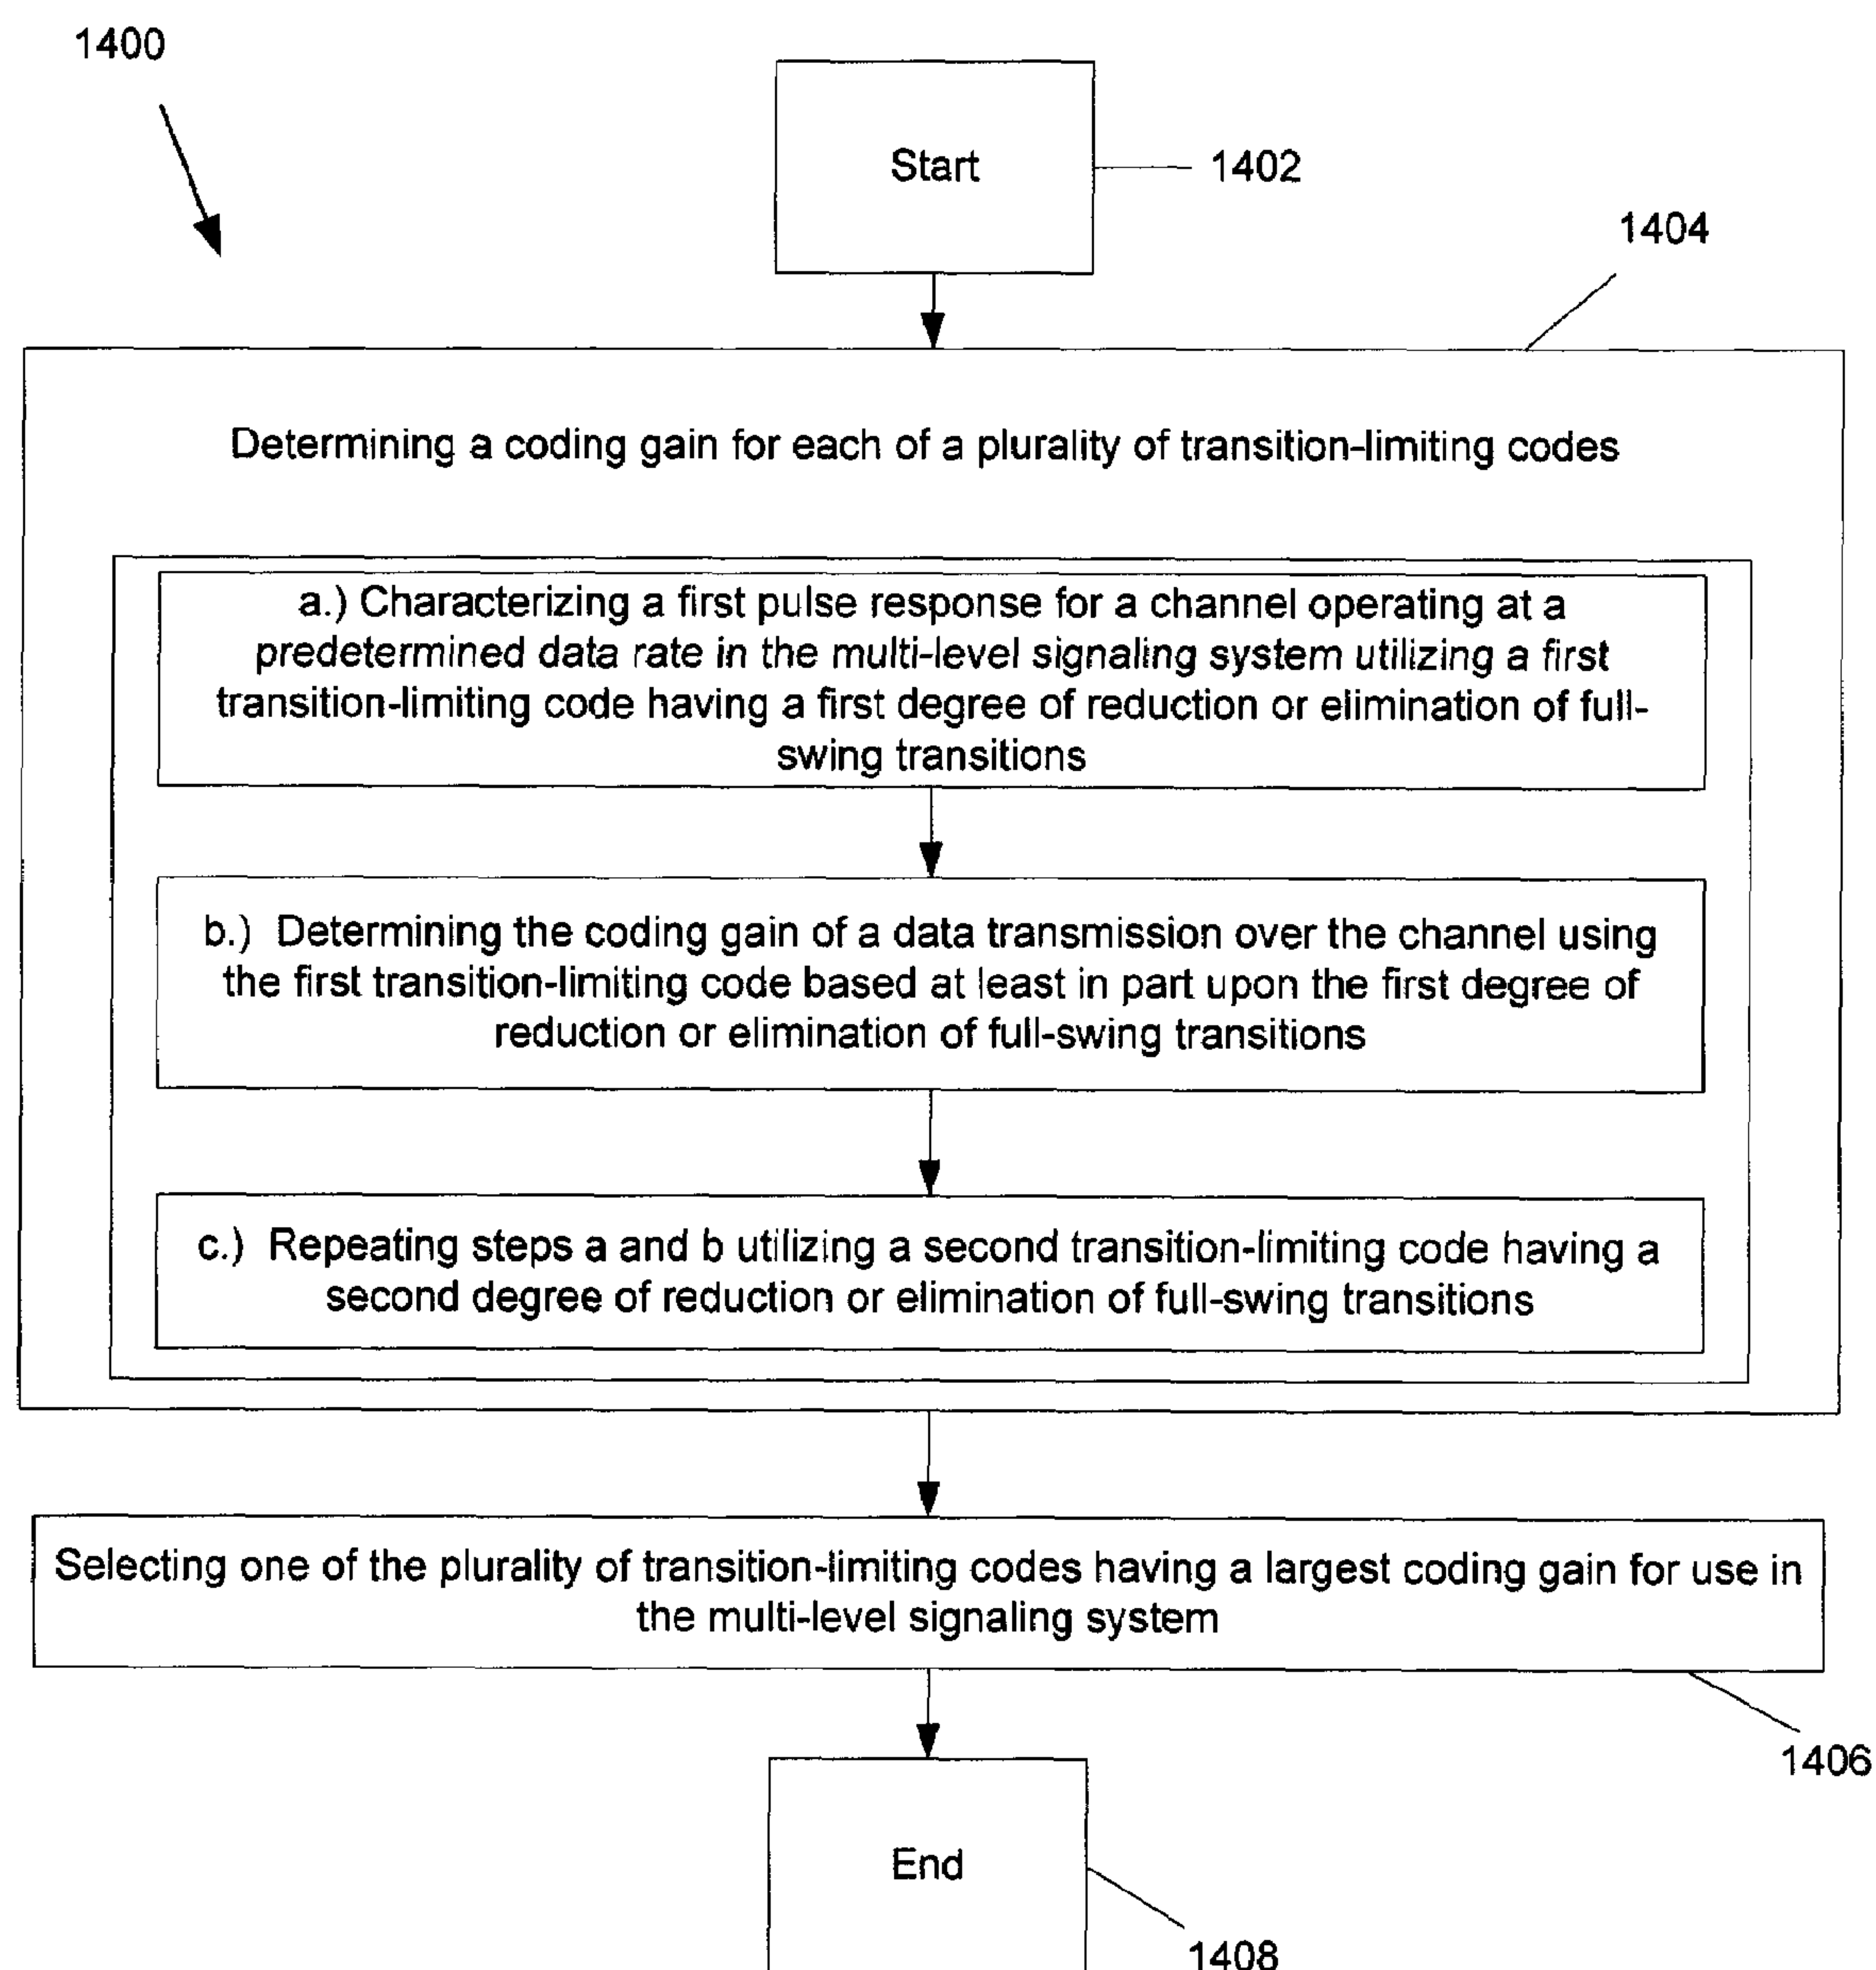 1400
Start
1402
1404
Determining a coding gain for each of a plurality of transition-limiting codes
a.) Characterizing a first pulse response for a channel operating at a
predetermined data rate in the multi-level signaling system utilizing a first
transition-limiting code having a first degree of reduction or elimination of full-
swing transitions
b.) Determining the coding gain of a data transmission over the channel using
the first transition-limiting code based at least in part upon the first degree of
reduction or elimination of full-swing transitions
c.) Repeating steps a and b utilizing a second transition-limiting code having a
second degree of reduction or elimination of full-swing transitions
Selecting one of the plurality of transition-limiting codes having a largest coding gain for use in
the multi-level signaling system
1406
End
1408